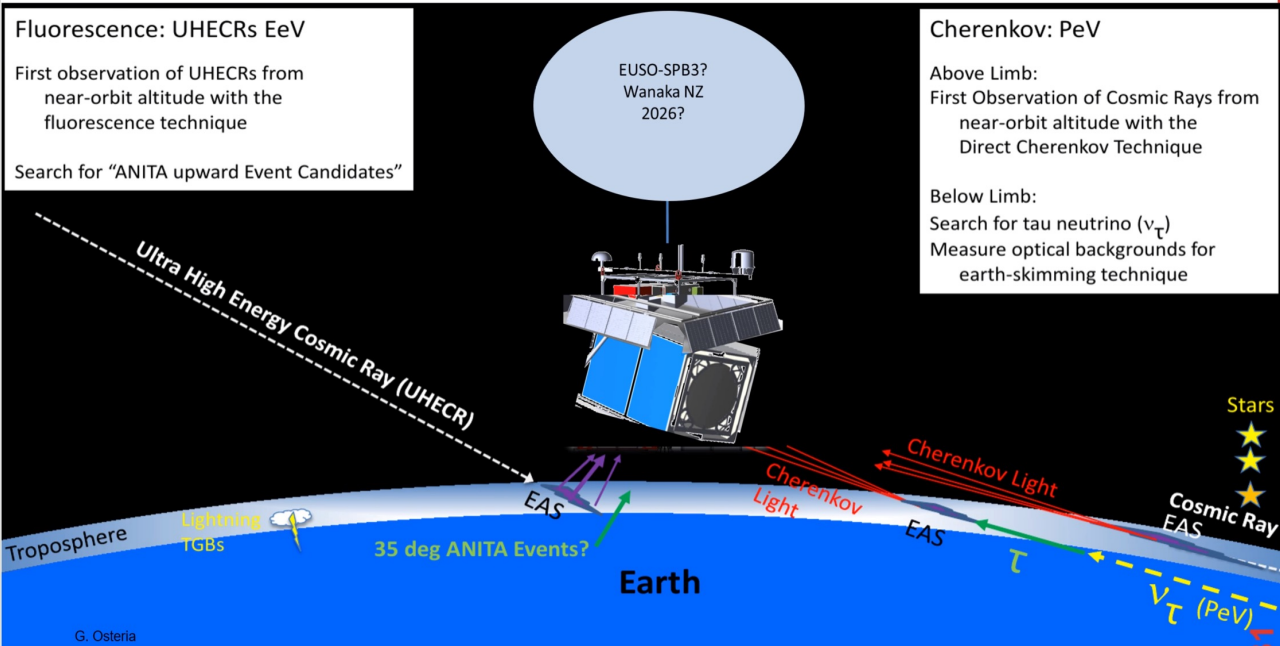 Fluorescence: UHECRs EeV
First observation of UHECRs from
near-orbit altitude with the
fluorescence technique
Search for “ANITA upward Event Candidates”
EUSO-SPB3?
Wanaka NZ
2026?
Cherenkov: PeV
Above Limb:
First Observation of Cosmic Rays from
near-orbit altitude with the
Direct Cherenkov Technique
Below Limb:
Search for tau neutrino (ντ)
Measure optical backgrounds for
earth-skimming technique
Ultra High Energy Cosmic Ray (UHECR)
Stars
Cherenkov Light
Cherenkov
Light
Cosmic Ray
EAS
EAS
EAS
Lightning
TGBs
Troposphere
35 deg ANITA Events?
τ
Earth
ντ (PeV)
G. Osteria